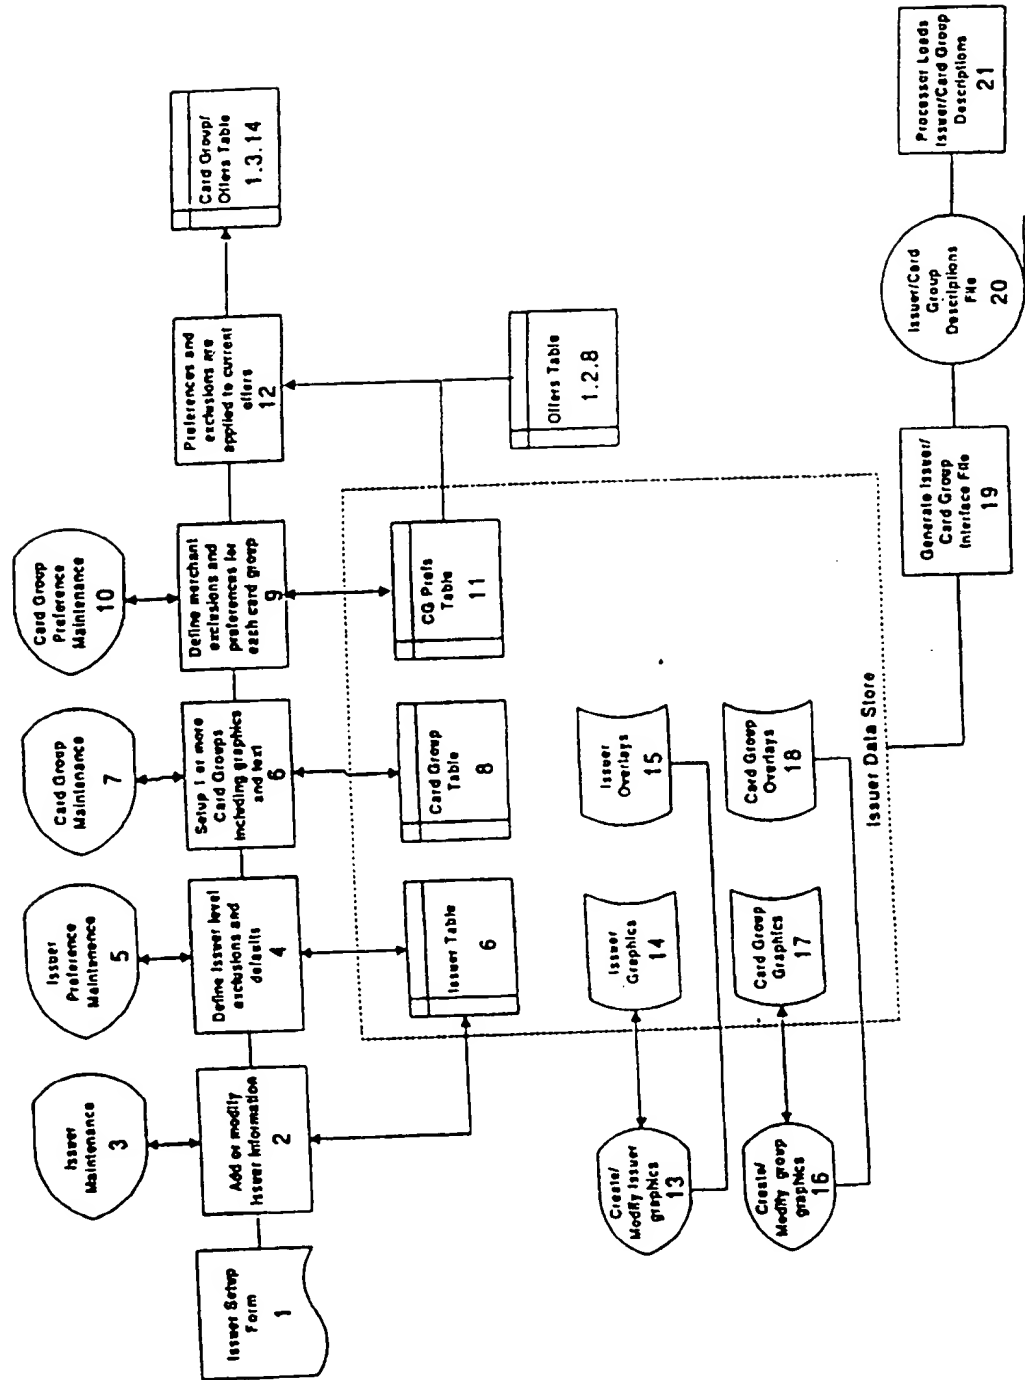 Issuer Setup
Form
1
Add or modify
Issuer Information
2
Issuer
Maintenance
3
Define Issuer level
exclusions and
defaults
4
Issuer
Preference
Maintenence
5
Setup 1 or more
Card Groups
including graphics
and text
6
Card Group
Maintenance
7
Define merchant
exclusions and
preferences for
each card group
9
Card Group
Preference
Maintenance
10
Preferences and
exclusions are
applied to current
offers
12
Card Group/
Offers Table
1.3.14
Issuer Table
6
Card Group
Table
8
CG Prefs
Table
11
Offers Table
1.2.8
Create/
Modify Issuer
graphics
13
Issuer
Graphics
14
Issuer
Overlays
15
Create/
Modify group
graphics
16
Card Group
Graphics
17
Card Group
Overlays
18
Issuer Data Store
Generate Issuer/
Card Group
Interface File
19
Issuer/Card
Group
Descriptions
File
20
Processor Loads
Issuer/Card Group
Descriptions
21